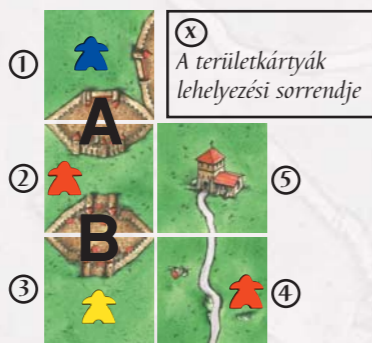 ①
②
③
A
B
ⓧ
A területkártyák
lehelyezési sorrendje
⑤
④